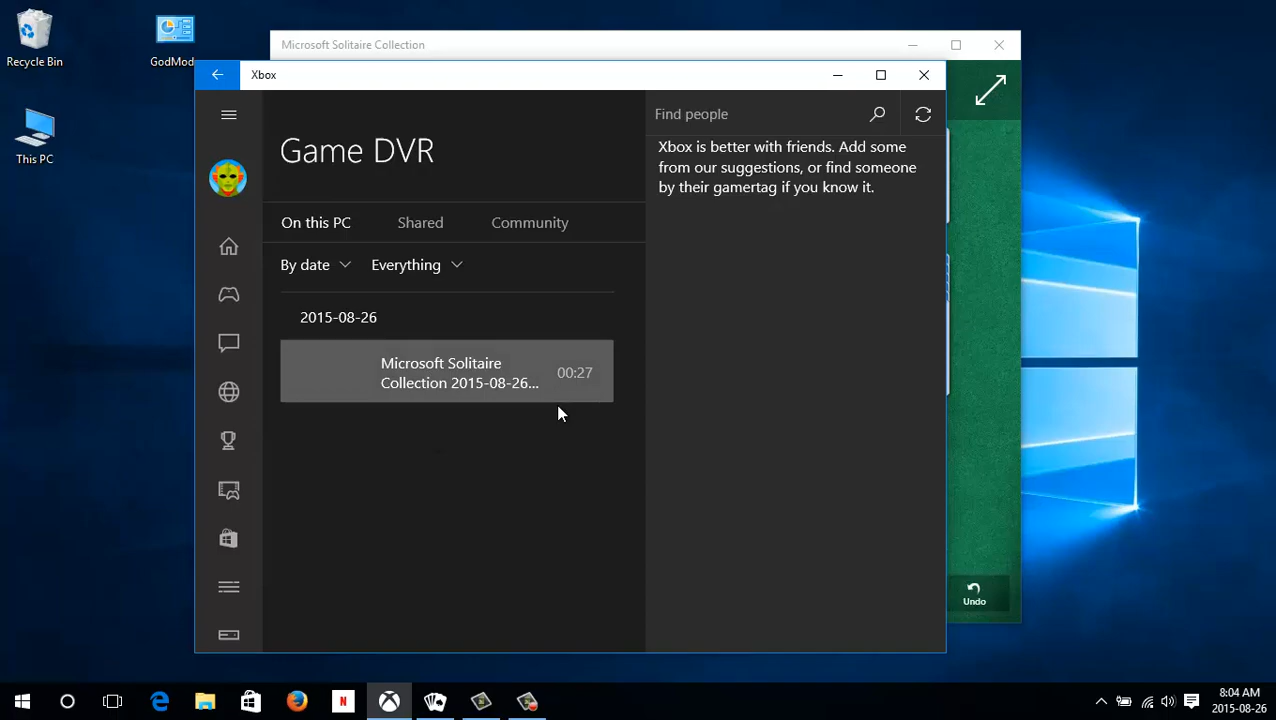 Recycle Bin
GodMod
This PC
Microsoft Solitaire Collection
Xbox
Game DVR
Find people
Xbox is better with friends. Add some
from our suggestions, or find someone
by their gamertag if you know it.
On this PC
Shared
Community
By date
Everything
2015-08-26
Microsoft Solitaire
Collection 2015-08-26...
00:27
Undo
N
8:04 AM
2015-08-26